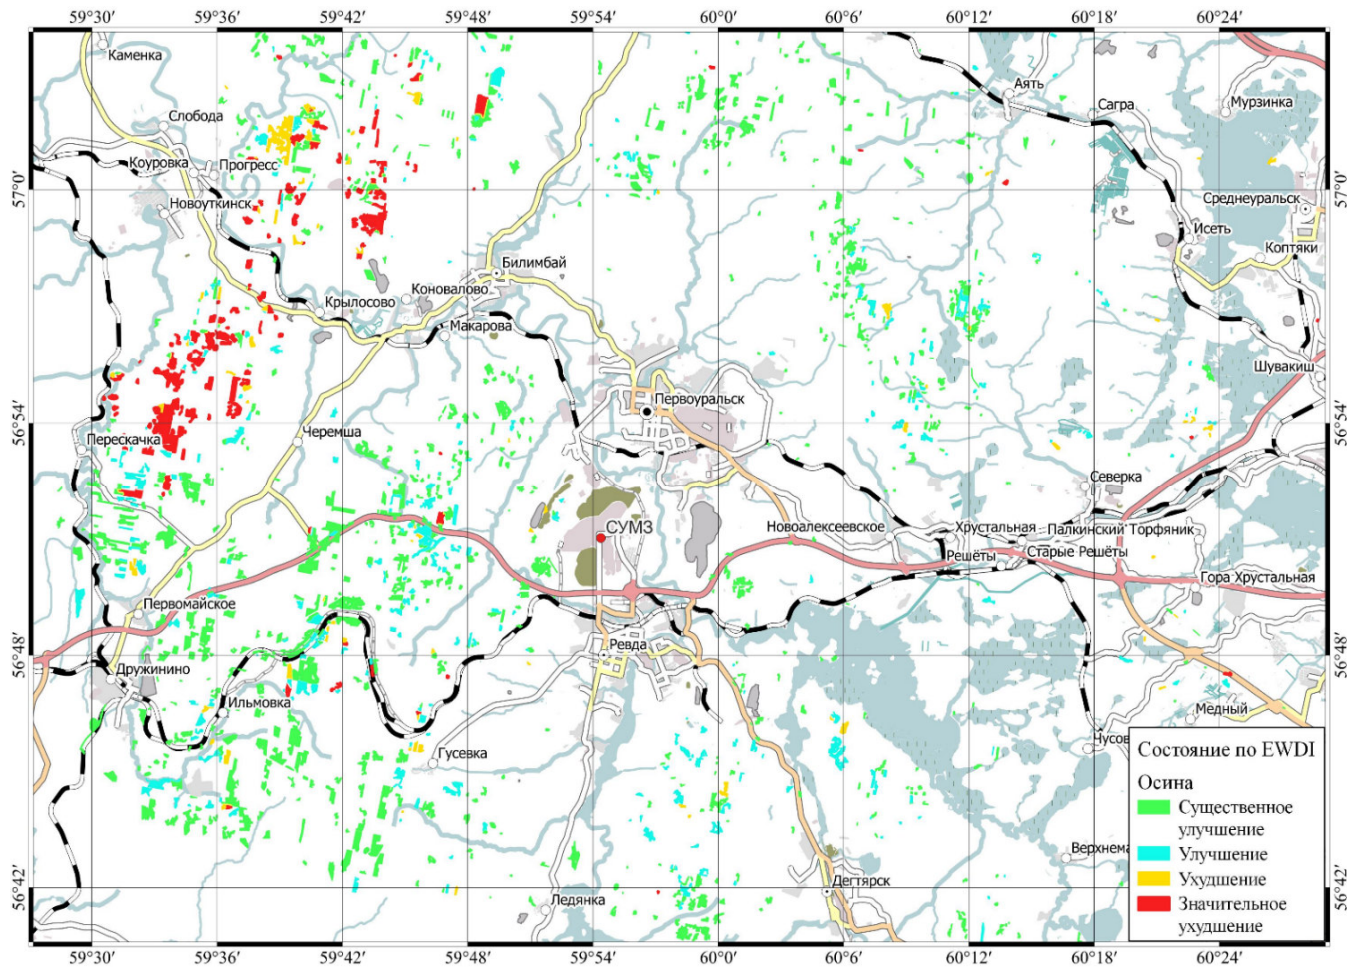 59°30' 59°36' 59°42' 59°48' 59°54' 60°0' 60°6' 60°12' 60°18' 60°24'
Каменка
Аять
Сагра
Мурзинка
Слобода
Коуровка
Прогресс
57°0' 57°0'
Новоуткинск
Среднеуральск
Исеть
Коптяки
Билимбай
Коновалово
Крылосово
Макарова
Шувакиш
Первоуральск
56°54' 56°54'
Черемша
Перескачка
Северка
СУМЗ
Новоалексеевское
Хрустальная
Палкинский Торфяник
Решёты
Старые Решёты
Гора Хрустальная
Первомайское
56°48' 56°48'
Ревда
Дружинино
Ильмовка
Медный
Гусевка
Чусов
Состояние по EWDI
Осина
Существенное
улучшение
Улучшение
Ухудшение
Значительное
ухудшение
Верхнема
Дегтярск
56°42' 56°42'
Ледянка
59°30' 59°36' 59°42' 59°48' 59°54' 60°0' 60°6' 60°12' 60°18' 60°24'